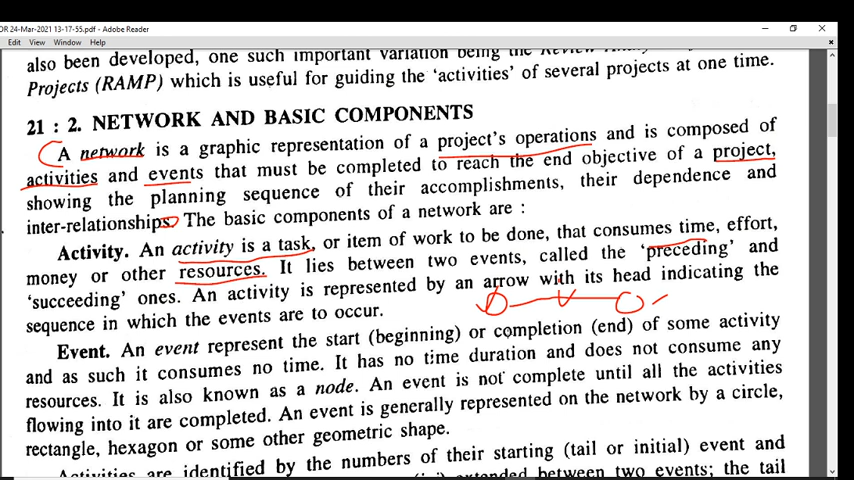 OR 24-Mar-2021 13-17-55.pdf - Adobe Reader
Edit View Window Help
also been developed, one such important variation being the Review
Projects (RAMP) which is useful for guiding the ‘activities’ of several projects at one time.
21 : 2. NETWORK AND BASIC COMPONENTS
A network is a graphic representation of a project's operations and is composed of
activities and events that must be completed to reach the end objective of a project,
showing the planning sequence of their accomplishments, their dependence and
inter-relationships. The basic components of a network are :
Activity. An activity is a task, or item of work to be done, that consumes time, effort,
money or other resources. It lies between two events, called the ‘preceding’ and
‘succeeding’ ones. An activity is represented by an arrow with its head indicating the
sequence in which the events are to occur.
Event. An event represent the start (beginning) or completion (end) of some activity
and as such it consumes no time. It has no time duration and does not consume any
resources. It is also known as a node. An event is not complete until all the activities
flowing into it are completed. An event is generally represented on the network by a circle,
rectangle, hexagon or some other geometric shape.
Activities are identified by the numbers of their starting (tail or initial) event and
extended between two events; the tail